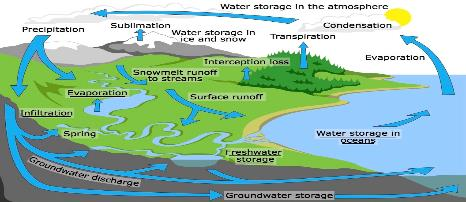 Water storage in the atmosphere
Sublimation
Condensation
Precipitation
Water storage in
ice and snow
Transpiration
Evaporation
Interception loss
Snowmelt runoff
to streams
Evaporation
Surface runoff
Infiltration
Spring
Water storage in
oceans
Freshwater
storage
Groundwater discharge
Groundwater storage